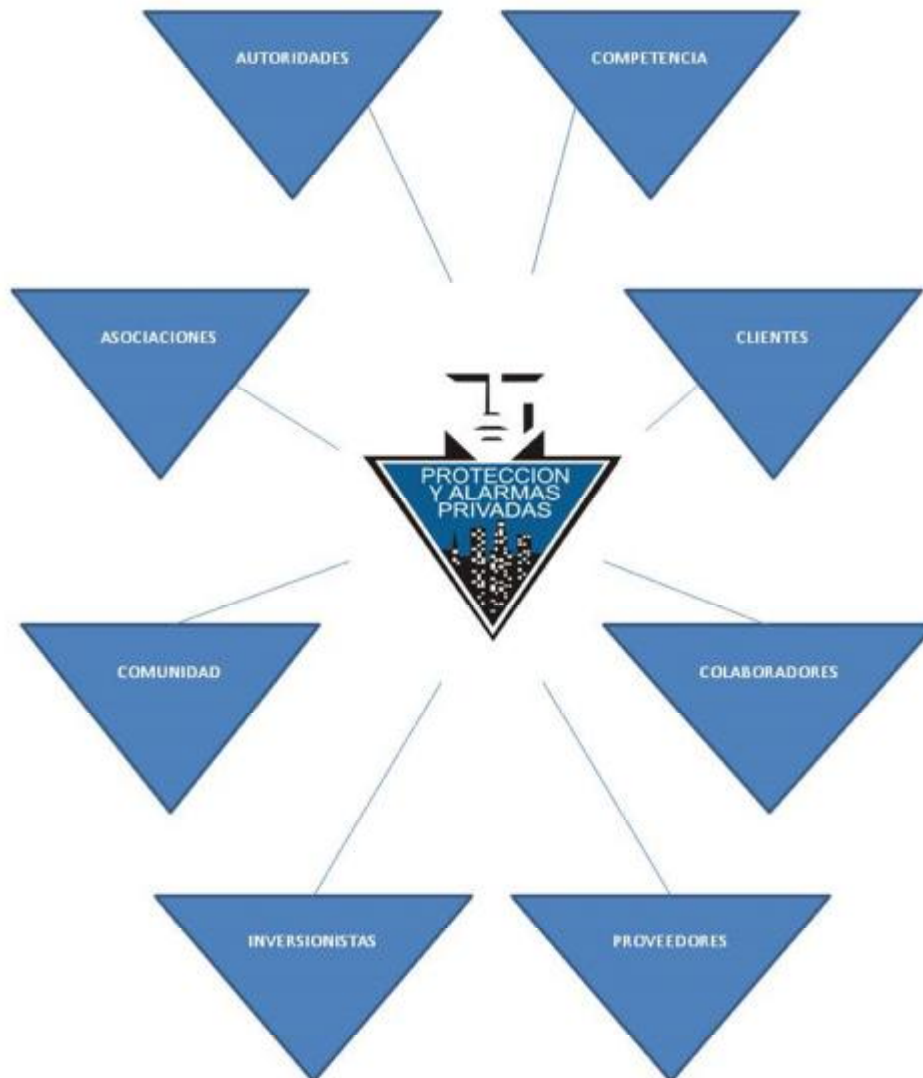 AUTORIDADES
COMPETENCIA
ASOCIACIONES
CLIENTES
PROTECCION
Y ALARMAS
PRIVADAS
COMUNIDAD
COLABORADORES
INVERSIONISTAS
PROVEEDORES